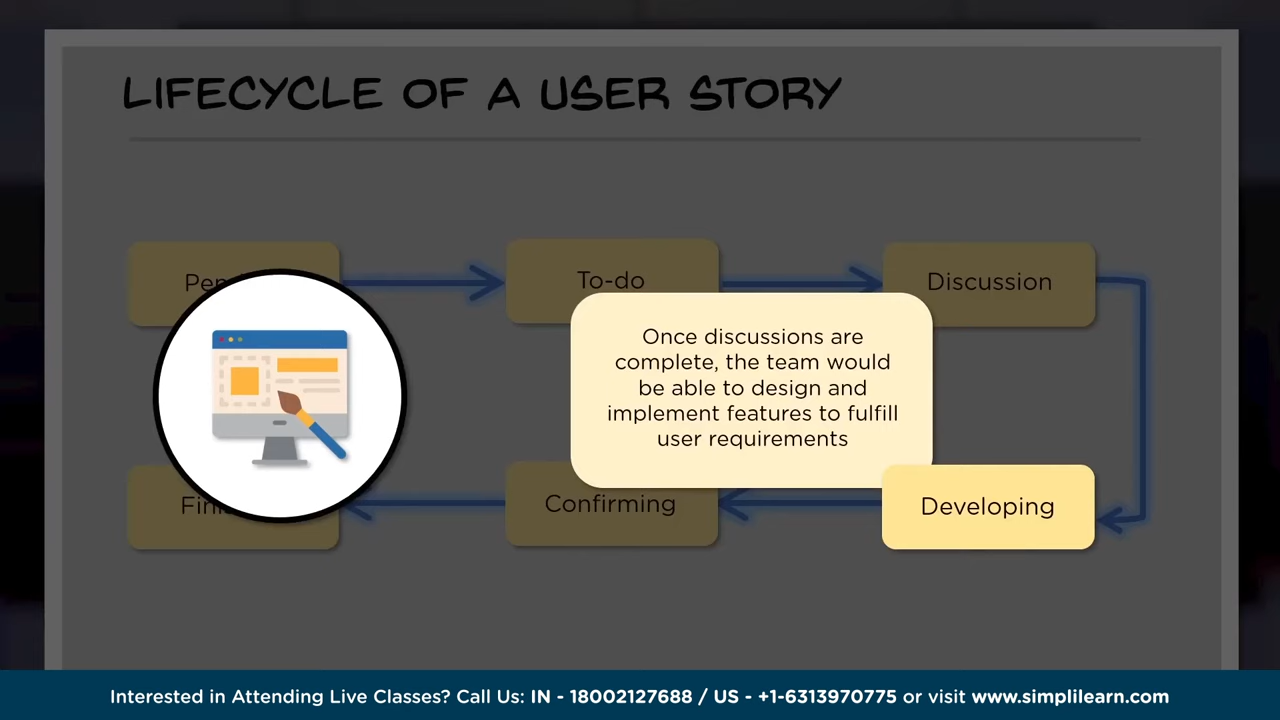 LIFECYCLE OF A USER STORY
To-do
Discussion
Once discussions are
complete, the team would
be able to design and
implement features to fulfill
user requirements
Confirming
Developing
Interested in Attending Live Classes? Call Us: IN - 18002127688 / US - +1-6313970775 or visit www.simplilearn.com